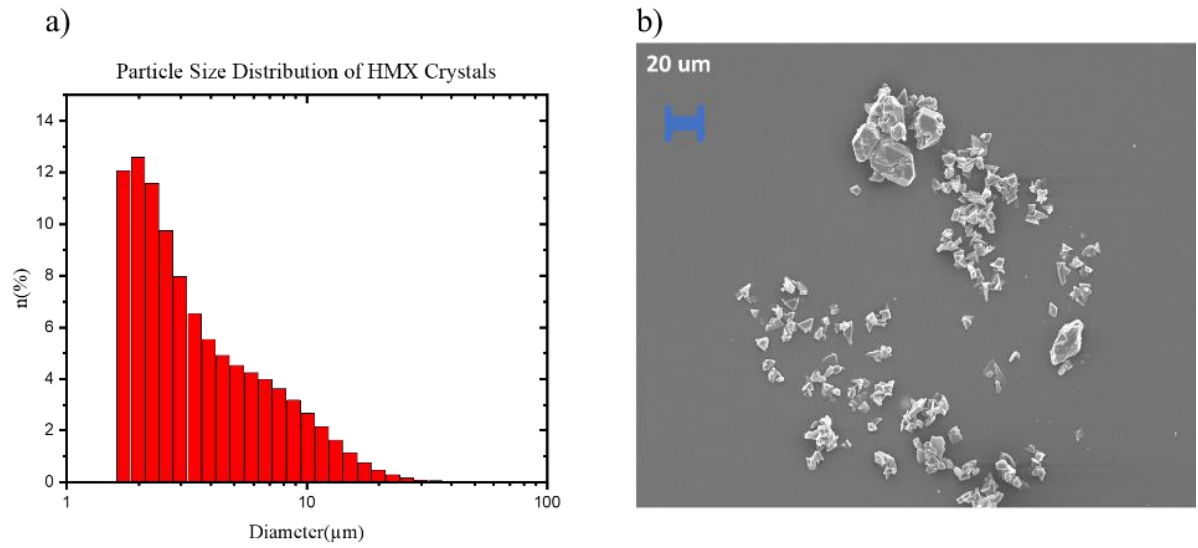 a)
Particle Size Distribution of HMX Crystals
14
12
10
8
6
4
2
0
n(%)
1
10
100
Diameter(µm)
b)
20 um